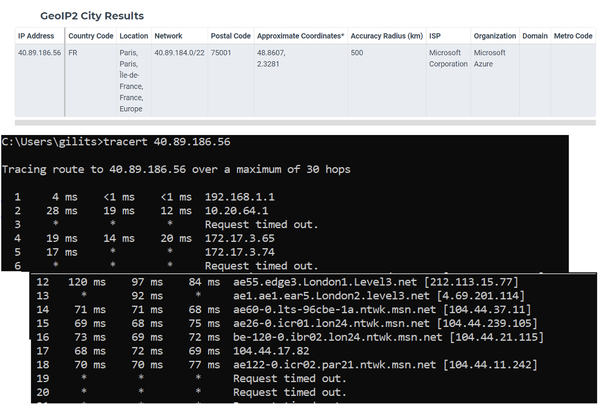 GeoIP2 City Results
IP Address Country Code Location Network Postal Code Approximate Coordinates* Accuracy Radius (km) ISP Organization Domain Metro Code
40.89.186.56 FR Paris, 40.89.184.0/22 75001 48.8607, 500 Microsoft Microsoft
Paris, 2.3281 Corporation Azure
Île-de-
France,
France,
Europe
C:\Users\gilits>tracert 40.89.186.56
Tracing route to 40.89.186.56 over a maximum of 30 hops
1 4 ms <1 ms <1 ms 192.168.1.1
2 28 ms 19 ms 12 ms 10.20.64.1
3 * * * Request timed out.
4 19 ms 14 ms 20 ms 172.17.3.65
5 17 ms * * 172.17.3.74
6 * * * Request timed out.
12 120 ms 97 ms 84 ms ae55.edge3.London1.Level3.net [212.113.15.77]
13 * 92 ms * ae1.ae1.ear5.London2.level3.net [4.69.201.114]
14 71 ms 71 ms 68 ms ae60-0.lts-96cbe-1a.ntwk.msn.net [104.44.37.11]
15 69 ms 68 ms 75 ms ae26-0.icr01.lon24.ntwk.msn.net [104.44.239.105]
16 73 ms 69 ms 72 ms be-120-0.ibr02.lon24.ntwk.msn.net [104.44.21.115]
17 68 ms 72 ms 69 ms 104.44.17.82
18 70 ms 70 ms 77 ms ae122-0.icr02.par21.ntwk.msn.net [104.44.11.242]
19 * * * Request timed out.
20 * * * Request timed out.